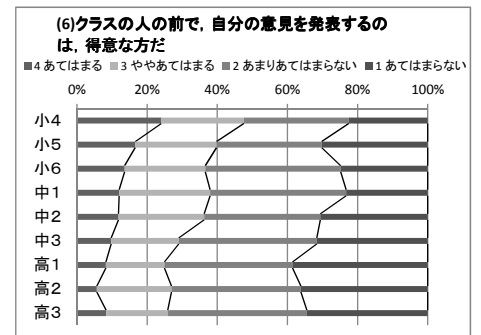 (6)クラスの人の前で，自分の意見を発表するの
は，得意な方だ
■4 あてはまる ■3 ややあてはまる ■2 あまりあてはまらない ■1 あてはまらない
0% 20% 40% 60% 80% 100%
小4
小5
小6
中1
中2
中3
高1
高2
高3